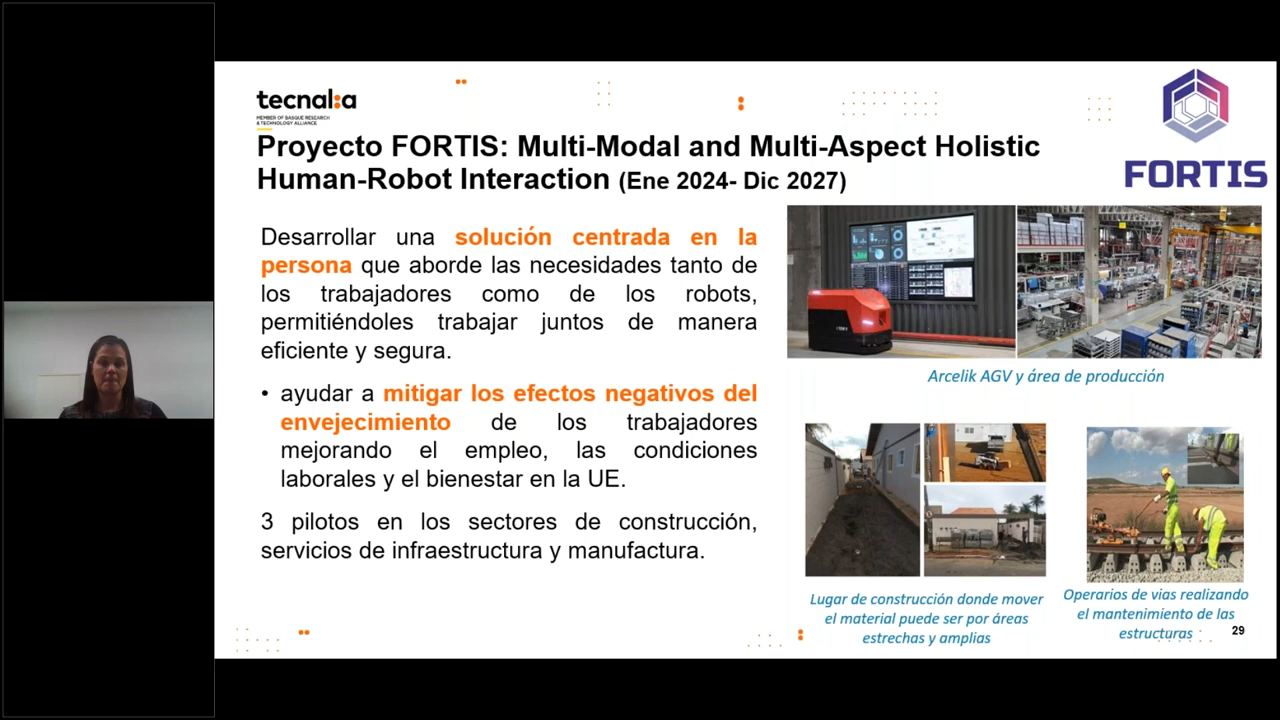 tecnal:a
MEMBER OF BASQUE RESEARCH
& TECHNOLOGY ALLIANCE
FORTIS
Proyecto FORTIS: Multi-Modal and Multi-Aspect Holistic
Human-Robot Interaction (Ene 2024- Dic 2027)
Desarrollar una solución centrada en la
persona que aborde las necesidades tanto de
los trabajadores como de los robots,
permitiéndoles trabajar juntos de manera
eficiente y segura.
• ayudar a mitigar los efectos negativos del
envejecimiento de los trabajadores
mejorando el empleo, las condiciones
laborales y el bienestar en la UE.
3 pilotos en los sectores de construcción,
servicios de infraestructura y manufactura.
Arcelik AGV y área de producción
Lugar de construcción donde mover
el material puede ser por áreas
estrechas y amplias
Operarios de vias realizando
el mantenimiento de las
estructuras
29